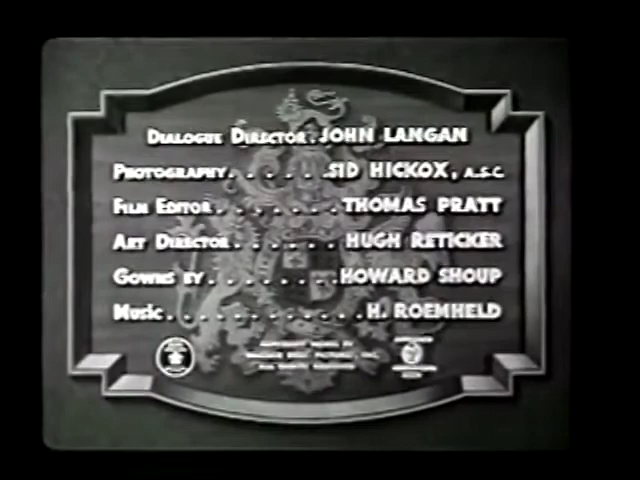 Dialogue Director. JOHN LANGAN
Photography......SID HICKOX, A.S.C.
Film Editor.......THOMAS PRATT
Art Director......HUGH RETICKER
Gowns by........HOWARD SHOUP
Music............H. ROEMHELD